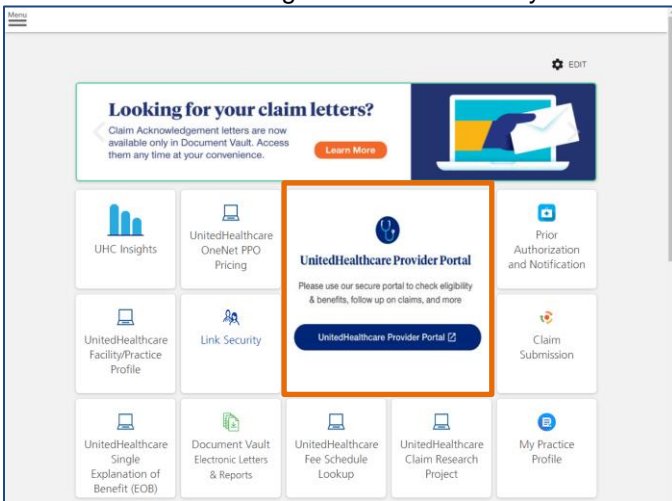 Menu
EDIT
Looking for your claim letters?
Claim Acknowledgement letters are now
available only in Document Vault. Access
them any time at your convenience.
Learn More
UHC Insights
UnitedHealthcare
OneNet PPO
Pricing
UnitedHealthcare Provider Portal
Please use our secure portal to check eligibility
& benefits, follow up on claims, and more
UnitedHealthcare Provider Portal
Prior
Authorization
and Notification
UnitedHealthcare
Facility/Practice
Profile
Link Security
Claim
Submission
UnitedHealthcare
Single
Explanation of
Benefit (EOB)
Document Vault
Electronic Letters
& Reports
UnitedHealthcare
Fee Schedule
Lookup
UnitedHealthcare
Claim Research
Project
My Practice
Profile